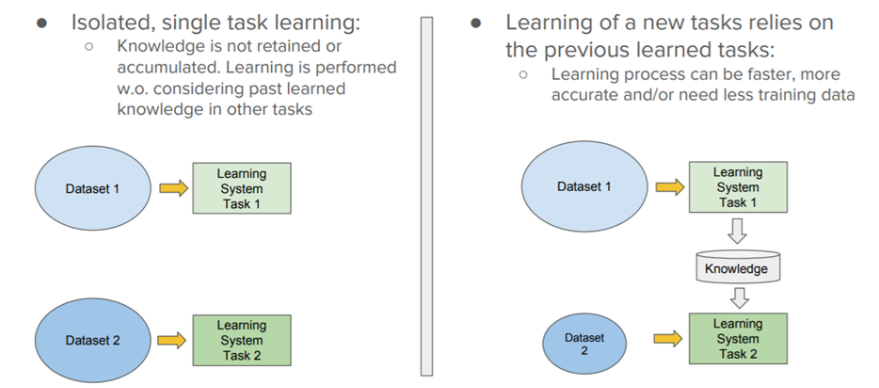 ● Isolated, single task learning:
○ Knowledge is not retained or
accumulated. Learning is performed
w.o. considering past learned
knowledge in other tasks
Dataset 1
Learning
System
Task 1
Dataset 2
Learning
System
Task 2
● Learning of a new tasks relies on
the previous learned tasks:
○ Learning process can be faster, more
accurate and/or need less training data
Dataset 1
Learning
System
Task 1
Knowledge
Dataset
2
Learning
System
Task 2